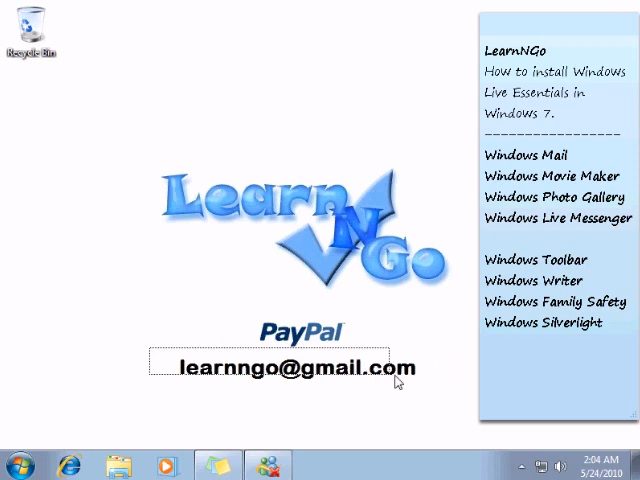 Recycle Bin
LearnNGo
How to install Windows
Live Essentials in
Windows 7.
-----------------
Windows Mail
Windows Movie Maker
Windows Photo Gallery
Windows Live Messenger
Windows Toolbar
Windows Writer
Windows Family Safety
Windows Silverlight
Learn
N
Go
PayPal
learnngo@gmail.com
2:04 AM
5/24/2010